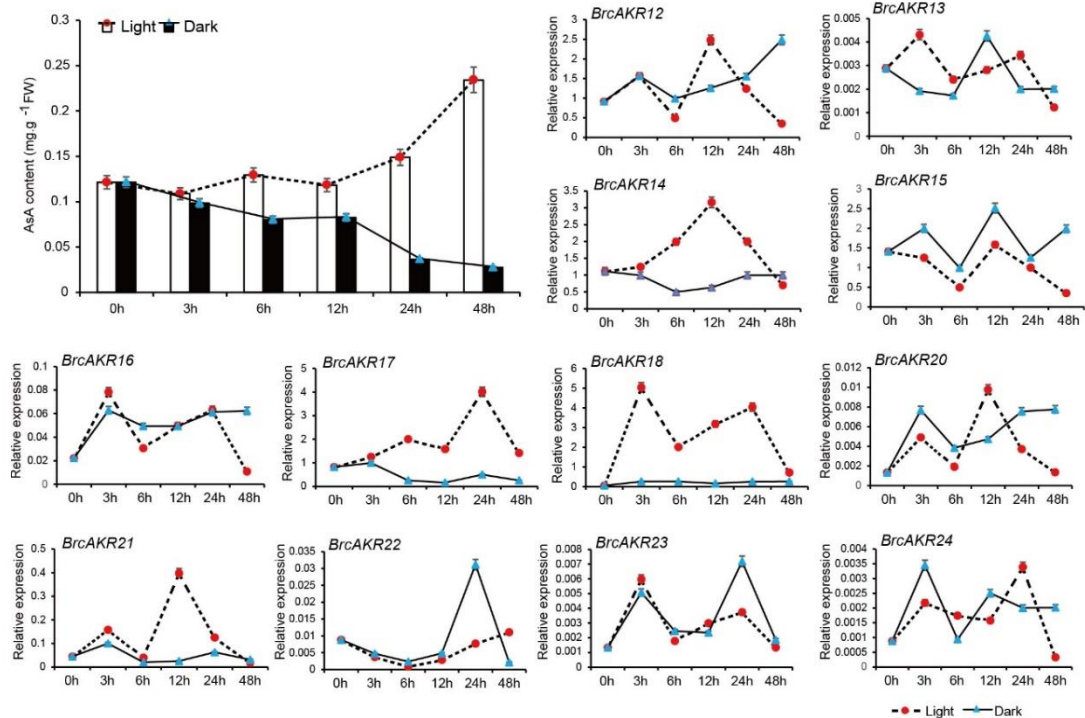 0.3
0.25
0.2
0.15
0.1
0.05
0
AsA content (mg.g -1 FW)
Light Dark
0h 3h 6h 12h 24h 48h
BrcAKR12
Relative expression
3
2.5
2
1.5
1
0.5
0
0h 3h 6h 12h 24h 48h
BrcAKR13
Relative expression
0.005
0.004
0.003
0.002
0.001
0
0h 3h 6h 12h 24h 48h
BrcAKR14
Relative expression
3.5
3
2.5
2
1.5
1.0
0.5
0
0h 3h 6h 12h 24h 48h
BrcAKR15
Relative expression
3
2.5
2
1.5
1
0.5
0
0h 3h 6h 12h 24h 48h
BrcAKR16
Relative expression
0.1
0.08
0.06
0.04
0.02
0
0h 3h 6h 12h 24h 48h
BrcAKR17
Relative expression
5
4
3
2
1
0
0h 3h 6h 12h 24h 48h
BrcAKR18
Relative expression
6
5
4
3
2
1
0
0h 3h 6h 12h 24h 48h
BrcAKR20
Relative expression
0.012
0.01
0.008
0.006
0.004
0.002
0
0h 3h 6h 12h 24h 48h
BrcAKR21
Relative expression
0.5
0.4
0.3
0.2
0.1
0
0h 3h 6h 12h 24h 48h
BrcAKR22
Relative expression
0.035
0.03
0.025
0.02
0.015
0.01
0.005
0
0h 3h 6h 12h 24h 48h
BrcAKR23
Relative expression
0.008
0.007
0.006
0.005
0.004
0.003
0.002
0.001
0
0h 3h 6h 12h 24h 48h
BrcAKR24
Relative expression
0.004
0.0035
0.003
0.0025
0.002
0.0015
0.0001
0.0005
0
0h 3h 6h 12h 24h 48h
Light Dark